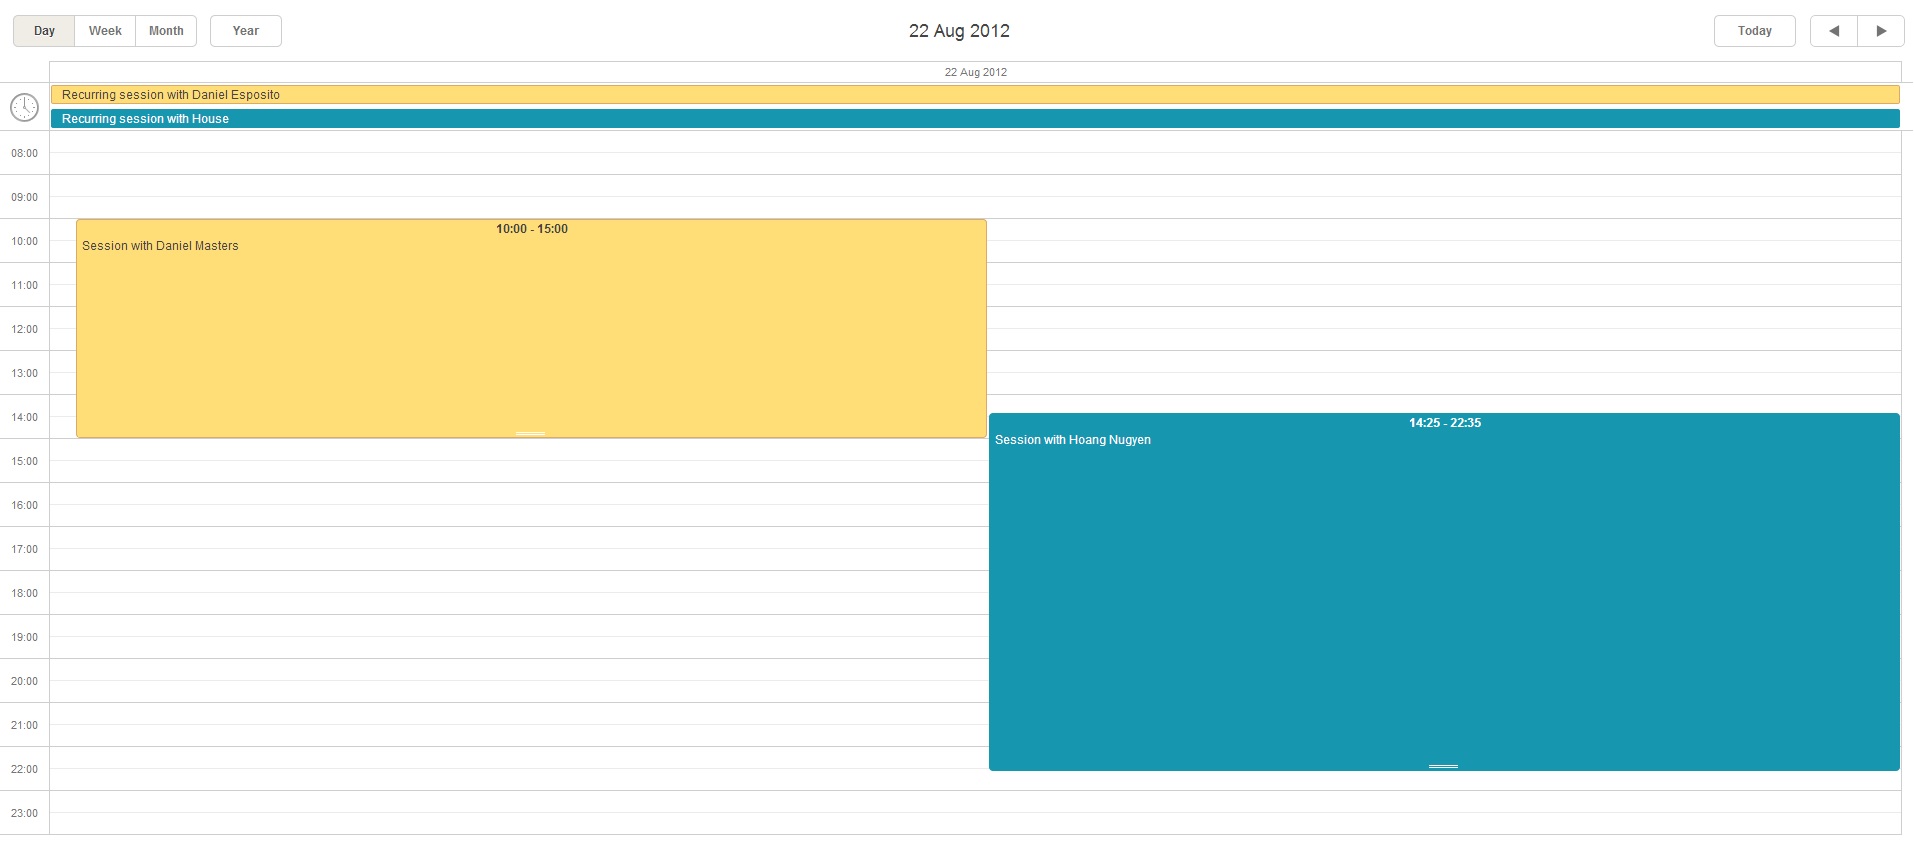 Day Week Month Year 22 Aug 2012 Today
22 Aug 2012
Recurring session with Daniel Esposito
Recurring session with House
08:00
09:00
10:00 - 15:00
10:00
Session with Daniel Masters
11:00
12:00
13:00
14:00
14:25 - 22:35
Session with Hoang Nugyen
15:00
16:00
17:00
18:00
19:00
20:00
21:00
22:00
23:00